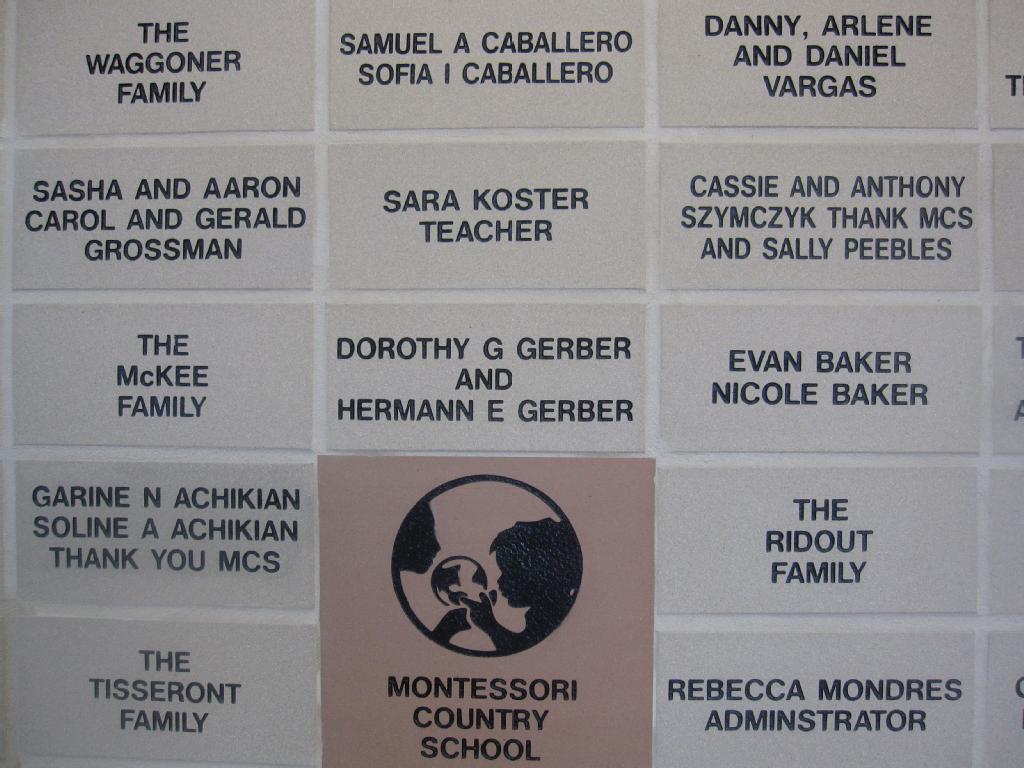 THE
WAGGONER
FAMILY
SAMUEL A CABALLERO
SOFIA I CABALLERO
DANNY, ARLENE
AND DANIEL
VARGAS
SASHA AND AARON
CAROL AND GERALD
GROSSMAN
SARA KOSTER
TEACHER
CASSIE AND ANTHONY
SZYMCZYK THANK MCS
AND SALLY PEEBLES
THE
McKEE
FAMILY
DOROTHY G GERBER
AND
HERMANN E GERBER
EVAN BAKER
NICOLE BAKER
GARINE N ACHIKIAN
SOLINE A ACHIKIAN
THANK YOU MCS
MONTESSORI
COUNTRY
SCHOOL
THE
RIDOUT
FAMILY
THE
TISSERONT
FAMILY
REBECCA MONDRES
ADMINSTRATOR